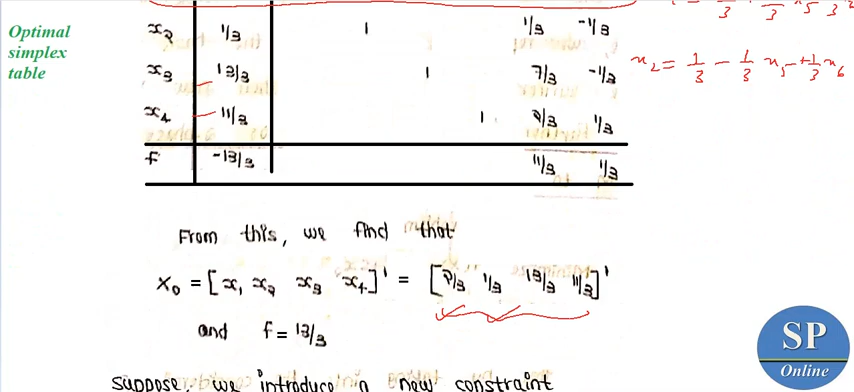 x₂ 1/3 1 1/3 -1/3
x₂ = 1/3 - 1/3 x₅ + 1/3 x₆
Optimal
simplex
table
x₃ 13/3 1 7/3 -1/3
x₄ 11/3 1 2/3 1/3
f -13/3 11/3 1/3
From this, we find that
X₀ = [x₁ x₂ x₃ x₄]' = [2/3 1/3 13/3 11/3]'
and f = 13/3
suppose, we introduce a new constraint
SP
Online